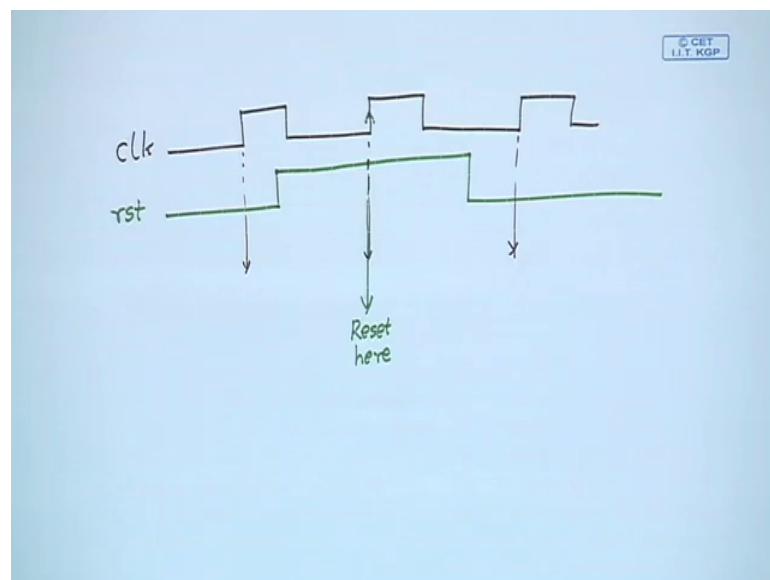 © CET
I.I.T. KGP
clk
rst
Reset
here